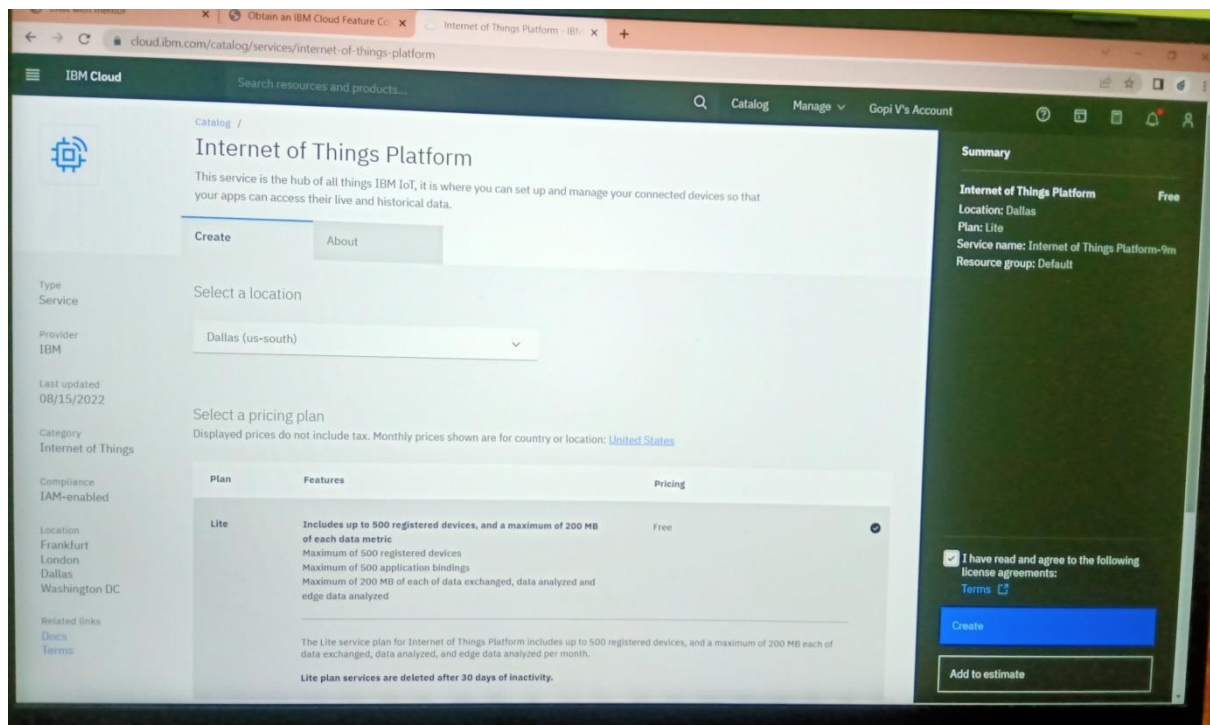 Obtain an IBM Cloud Feature Co
Internet of Things Platform - IBM
cloud.ibm.com/catalog/services/internet-of-things-platform
IBM Cloud
Search resources and products...
Catalog
Manage
Gopi V's Account
Catalog /
Internet of Things Platform
This service is the hub of all things IBM IoT, it is where you can set up and manage your connected devices so that
your apps can access their live and historical data.
Create
About
Type
Service
Provider
IBM
Last updated
08/15/2022
Category
Internet of Things
Compliance
IAM-enabled
Location
Frankfurt
London
Dallas
Washington DC
Related links
Docs
Terms
Select a location
Dallas (us-south)
Select a pricing plan
Displayed prices do not include tax. Monthly prices shown are for country or location: United States
Plan
Features
Pricing
Lite
Includes up to 500 registered devices, and a maximum of 200 MB
of each data metric
Maximum of 500 registered devices
Maximum of 500 application bindings
Maximum of 200 MB of each of data exchanged, data analyzed and
edge data analyzed
Free
The Lite service plan for Internet of Things Platform includes up to 500 registered devices, and a maximum of 200 MB each of
data exchanged, data analyzed, and edge data analyzed per month.
Lite plan services are deleted after 30 days of inactivity.
Summary
Internet of Things Platform Free
Location: Dallas
Plan: Lite
Service name: Internet of Things Platform-9m
Resource group: Default
I have read and agree to the following
license agreements:
Terms
Create
Add to estimate